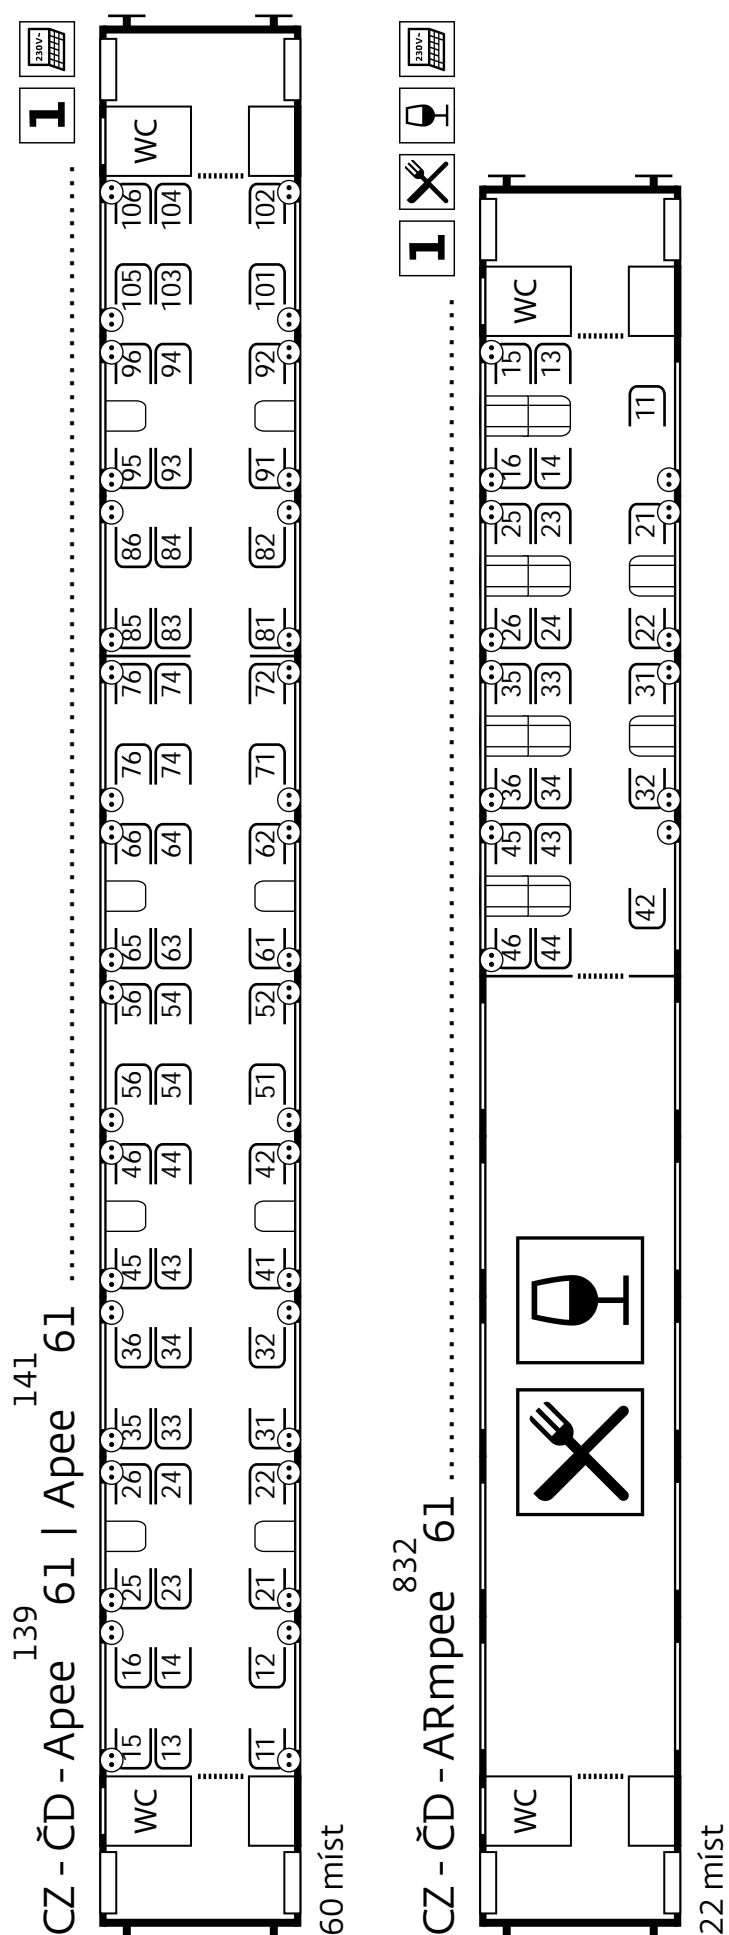 CZ - ČD - Apee 139 61 | Apee 141 61 1 230V~
WC 15 16 25 26 35 36 45 46 56 56 65 66 76 76 85 86 95 96 105 106 WC
13 14 23 24 33 34 43 44 54 54 63 64 74 74 83 84 93 94 103 104
11 12 21 22 31 32 41 42 51 52 61 62 71 72 81 82 91 92 101 102
60 míst
CZ - ČD - ARmpee 832 61 1 230V~
WC 46 45 36 35 26 25 16 15 WC
44 43 34 33 24 23 14 13
42 32 31 22 21 11
22 míst